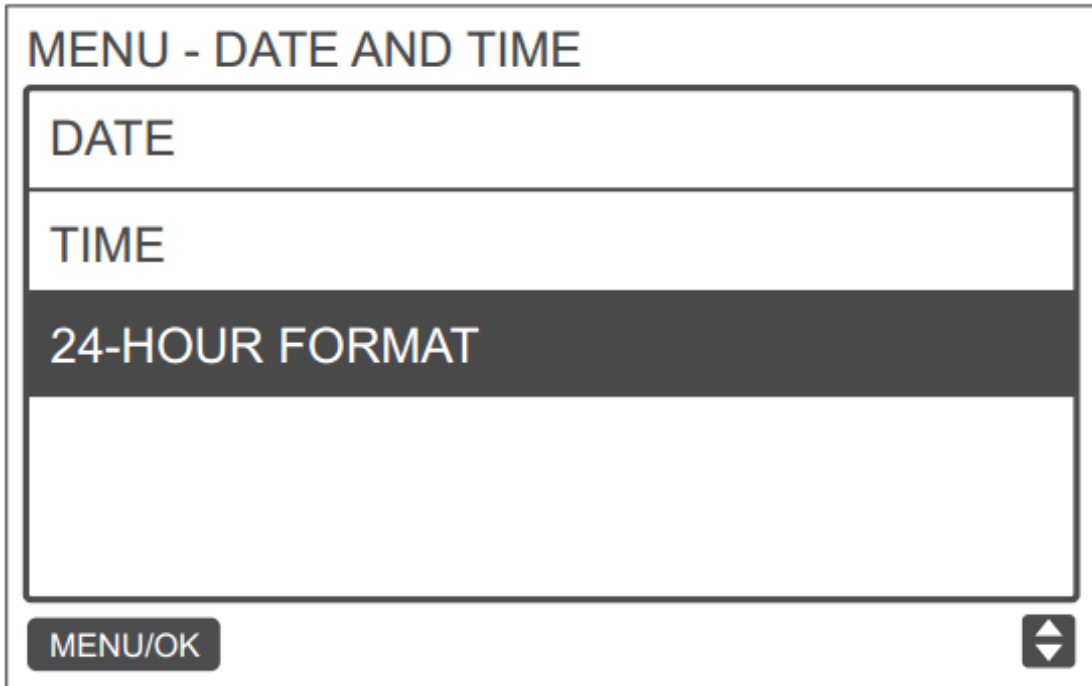 MENU - DATE AND TIME
DATE
TIME
24-HOUR FORMAT
MENU/OK